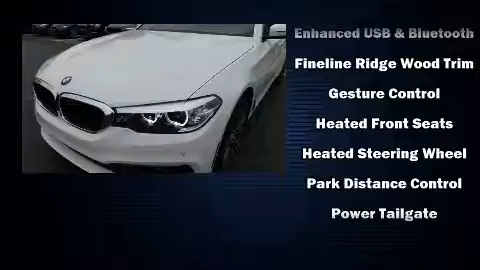 Enhanced USB & Bluetooth
Fineline Ridge Wood Trim
Gesture Control
Heated Front Seats
Heated Steering Wheel
Park Distance Control
Power Tailgate